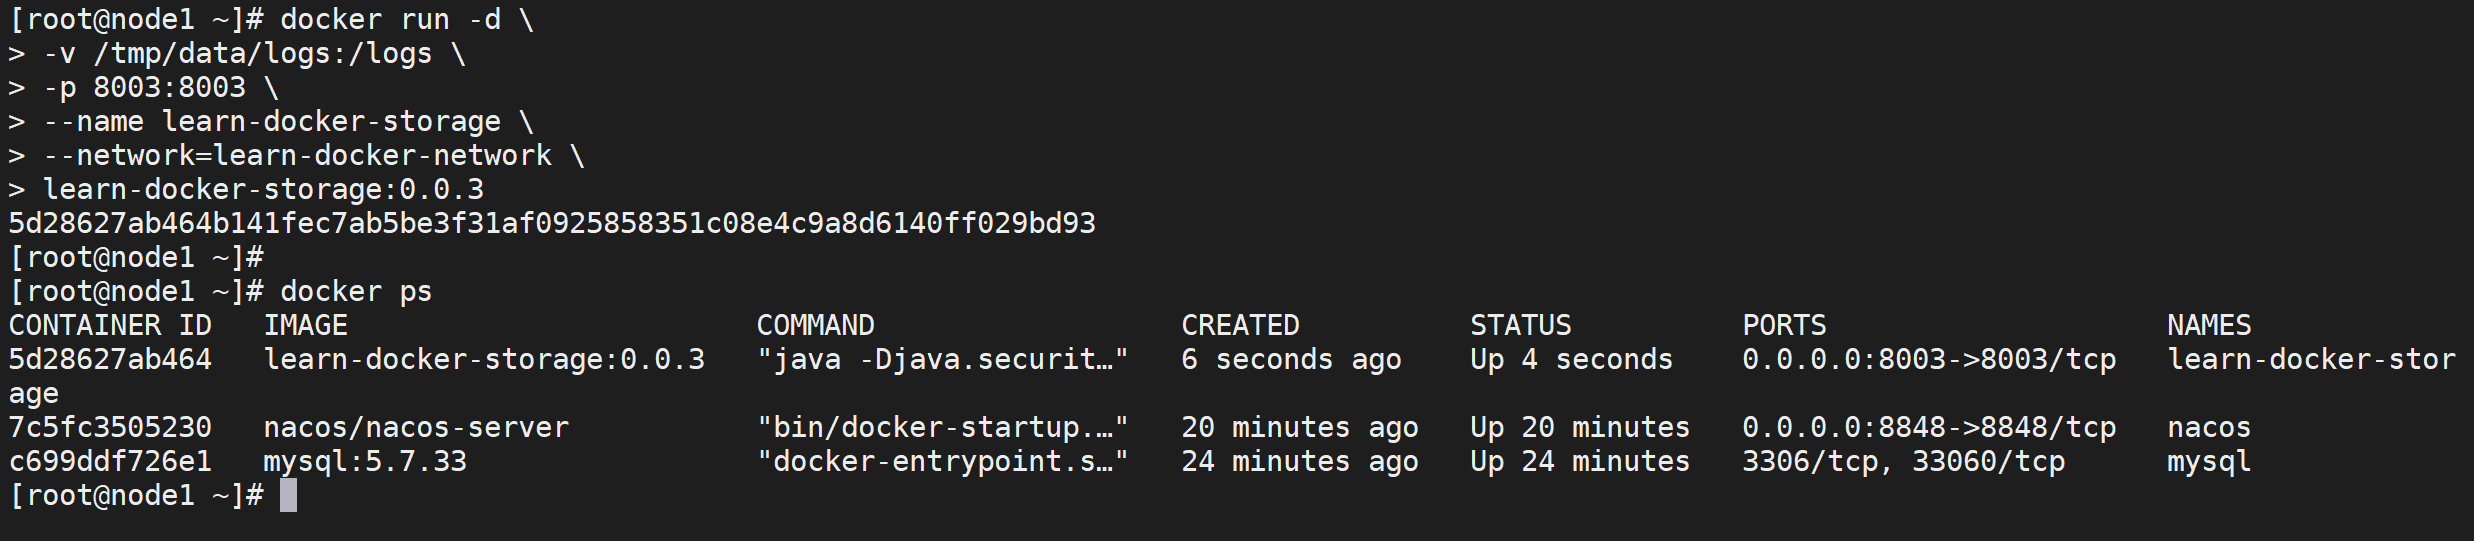 [root@node1 ~]# docker run -d \
> -v /tmp/data/logs:/logs \
> -p 8003:8003 \
> --name learn-docker-storage \
> --network=learn-docker-network \
> learn-docker-storage:0.0.3
5d28627ab464b141fec7ab5be3f31af0925858351c08e4c9a8d6140ff029bd93
[root@node1 ~]#
[root@node1 ~]# docker ps
CONTAINER ID   IMAGE                        COMMAND                  CREATED          STATUS          PORTS                    NAMES
5d28627ab464   learn-docker-storage:0.0.3   "java -Djava.securit…"   6 seconds ago    Up 4 seconds    0.0.0.0:8003->8003/tcp   learn-docker-stor
age
7c5fc3505230   nacos/nacos-server           "bin/docker-startup.…"   20 minutes ago   Up 20 minutes   0.0.0.0:8848->8848/tcp   nacos
c699ddf726e1   mysql:5.7.33                 "docker-entrypoint.s…"   24 minutes ago   Up 24 minutes   3306/tcp, 33060/tcp      mysql
[root@node1 ~]#